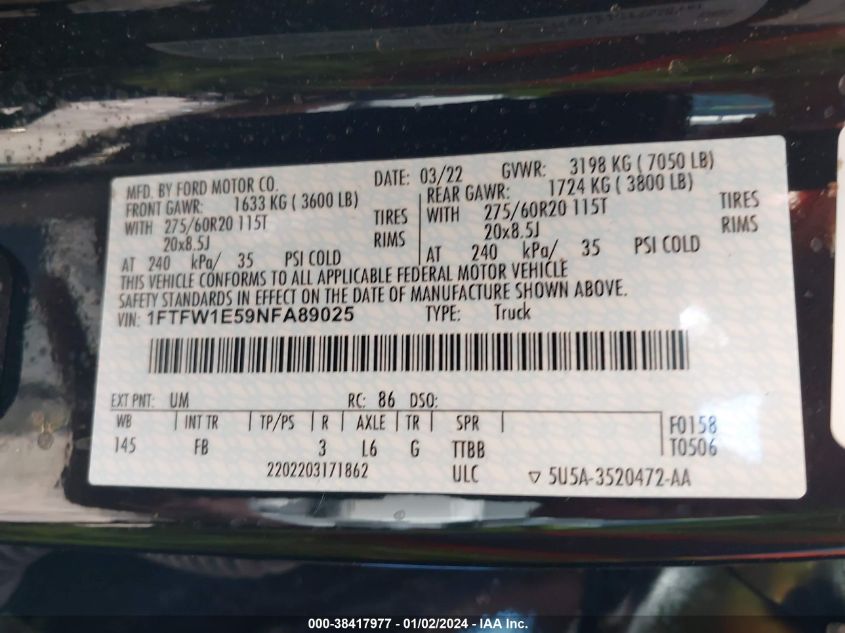 MFD. BY FORD MOTOR CO. DATE: 03/22 GVWR: 3198 KG ( 7050 LB)
FRONT GAWR: 1633 KG ( 3600 LB) REAR GAWR: 1724 KG ( 3800 LB)
WITH 275/60R20 115T TIRES WITH 275/60R20 115T TIRES
20x8.5J RIMS 20x8.5J RIMS
AT 240 kPa/ 35 PSI COLD AT 240 kPa/ 35 PSI COLD
THIS VEHICLE CONFORMS TO ALL APPLICABLE FEDERAL MOTOR VEHICLE
SAFETY STANDARDS IN EFFECT ON THE DATE OF MANUFACTURE SHOWN ABOVE.
VIN: 1FTFW1E59NFA89025 TYPE: Truck
EXT PNT: UM RC: 86 DSO:
WB INT TR TP/PS R AXLE TR SPR F0158
145 FB 3 L6 G TTBB T0506
2202203171862 ULC ▽ 5U5A-3520472-AA
000-38417977 - 01/02/2024 - IAA Inc.